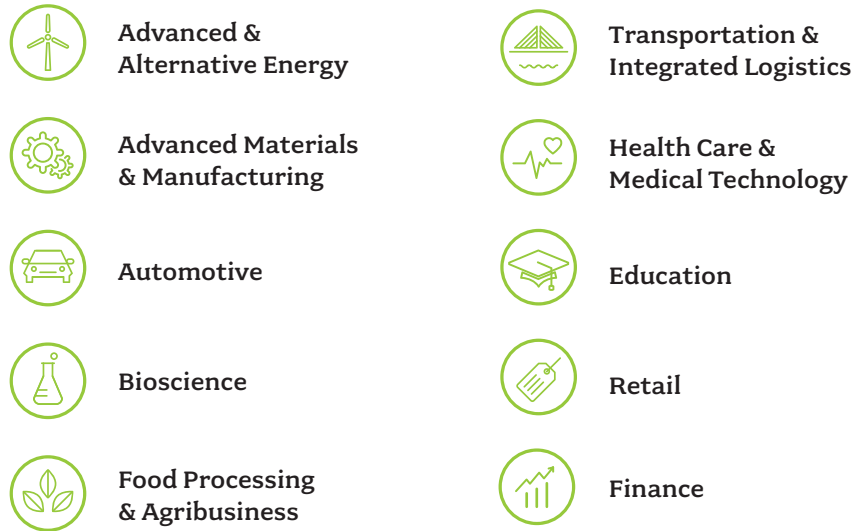 Advanced &
Alternative Energy
Advanced Materials
& Manufacturing
Automotive
Bioscience
Food Processing
& Agribusiness
Transportation &
Integrated Logistics
Health Care &
Medical Technology
Education
Retail
Finance